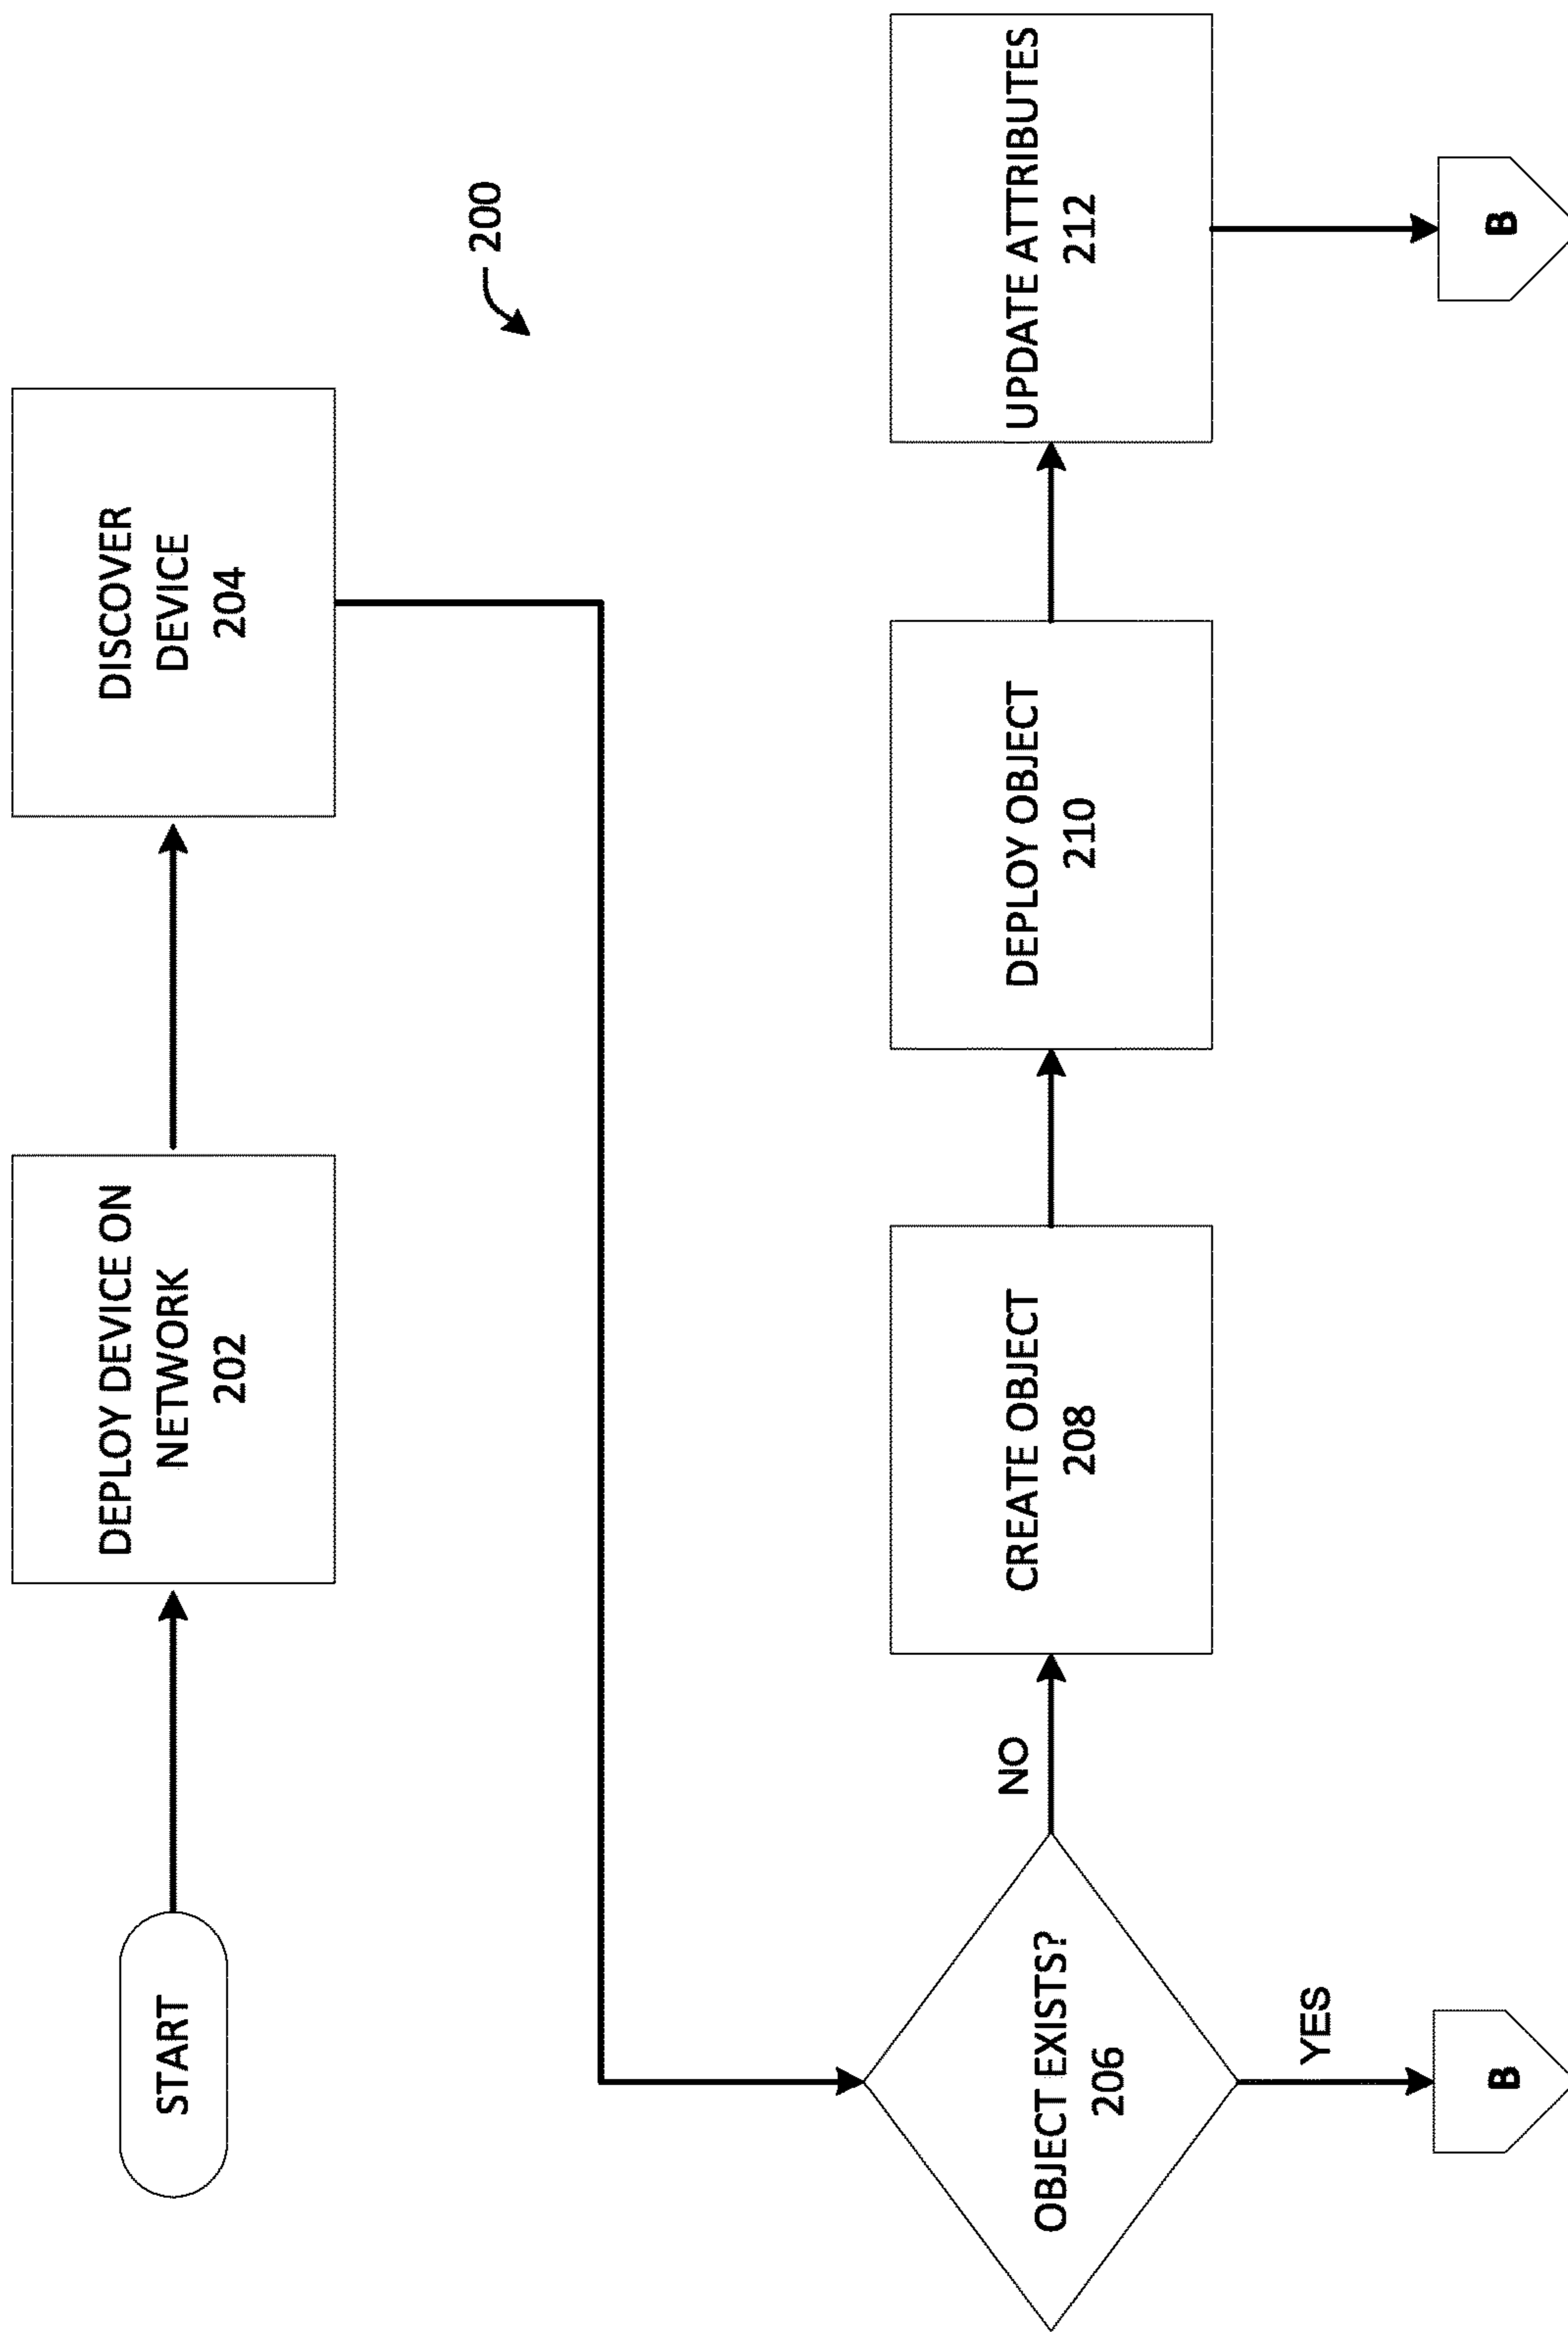 START
DEPLOY DEVICE ON
NETWORK
202
DISCOVER
DEVICE
204
200
OBJECT EXISTS?
206
NO
YES
B
CREATE OBJECT
208
DEPLOY OBJECT
210
UPDATE ATTRIBUTES
212
B